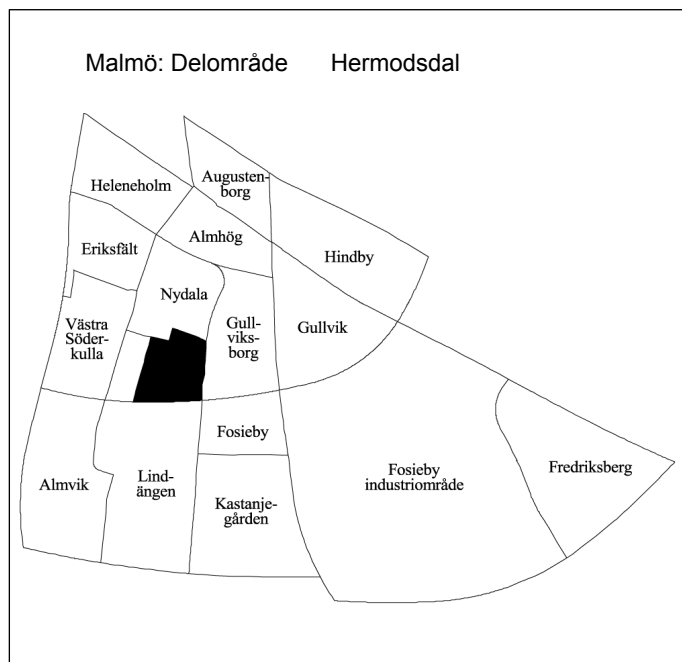 Malmö: Delområde Hermodsdal
Augusten-
borg
Heleneholm
Almhög
Eriksfält
Hindby
Nydala
Västra
Söder-
kulla
Gull-
viks-
borg
Gullvik
Fosieby
Almvik
Lind-
ängen
Kastanje-
gården
Fosieby
industriområde
Fredriksberg